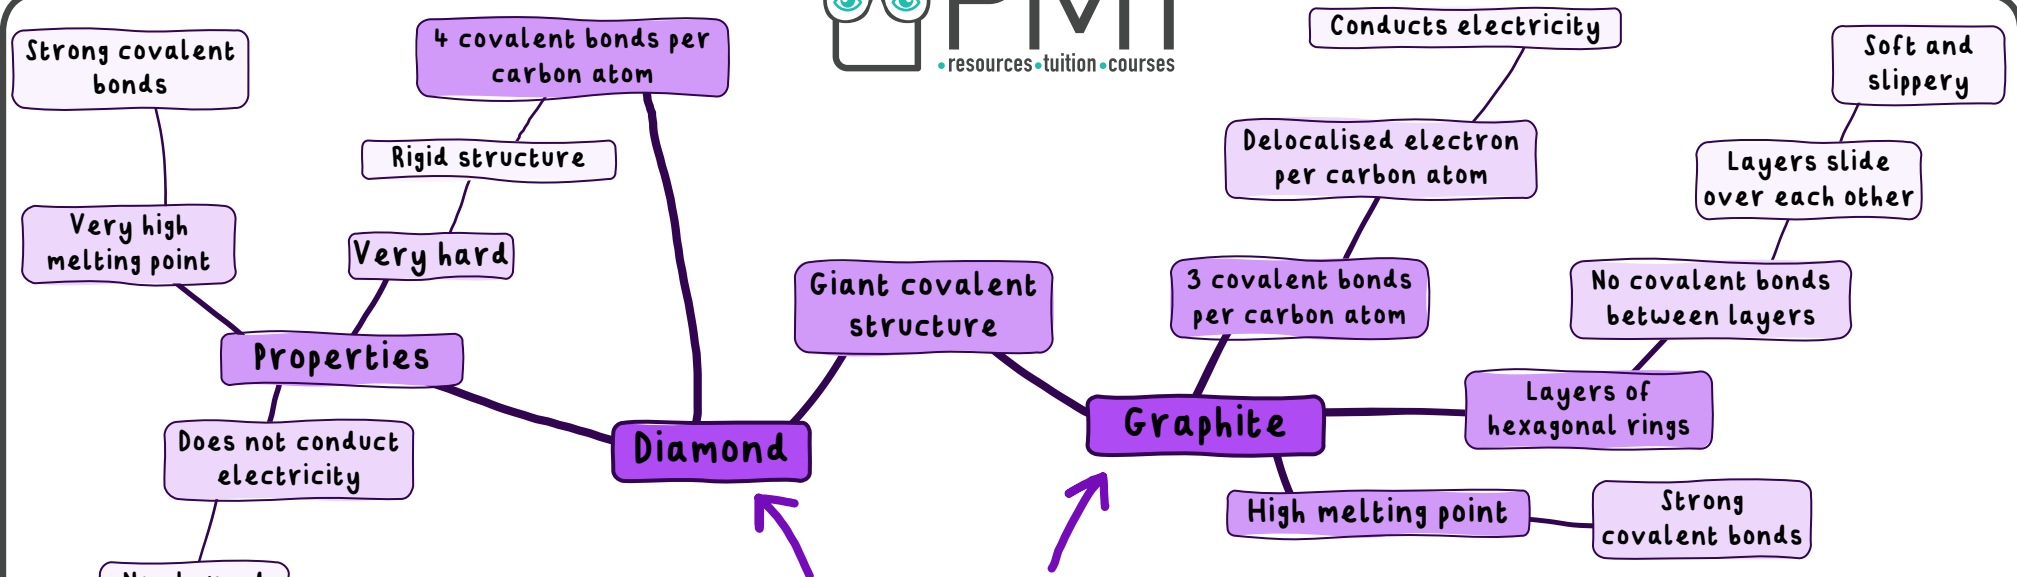 Strong covalent
bonds
4 covalent bonds per
carbon atom
PMT
•resources•tuition•courses
Conducts electricity
Soft and
slippery
Rigid structure
Delocalised electron
per carbon atom
Layers slide
over each other
Very high
melting point
Very hard
Giant covalent
structure
3 covalent bonds
per carbon atom
No covalent bonds
between layers
Properties
Layers of
hexagonal rings
Does not conduct
electricity
Diamond
Graphite
High melting point
Strong
covalent bonds